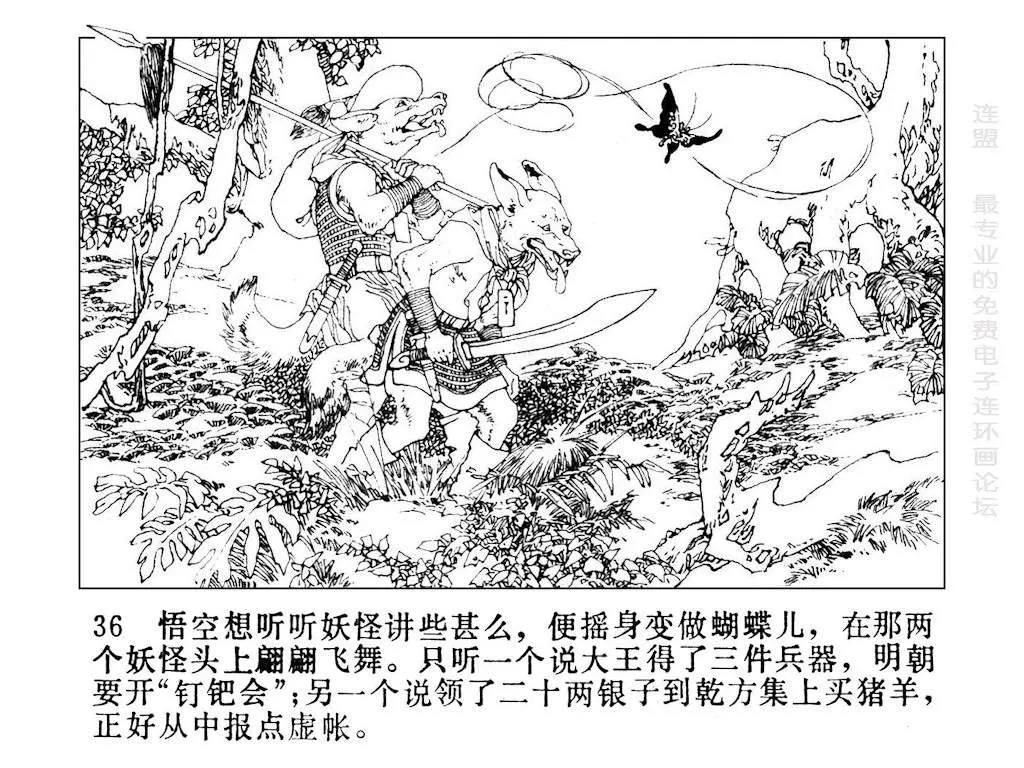 36 悟空想听听妖怪讲些甚么，便摇身变做蝴蝶儿，在那两
个妖怪头上翩翩飞舞。只听一个说大王得了三件兵器，明朝
要开“钉钯会”；另一个说领了二十两银子到乾方集上买猪羊，
正好从中报点虚帐。
连盟 最专业的免费电子连环画论坛